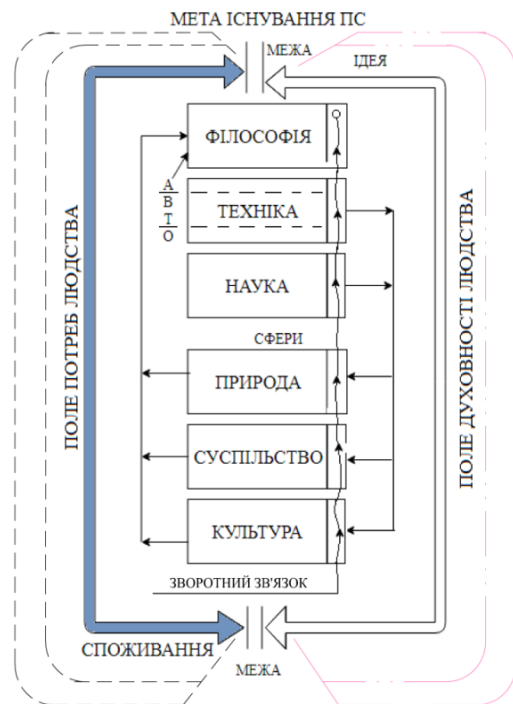 МЕТА ІСНУВАННЯ ПС
МЕЖА
ІДЕЯ
ФІЛОСОФІЯ
А
В
Т
О
ТЕХНІКА
НАУКА
СФЕРИ
ПРИРОДА
СУСПІЛЬСТВО
КУЛЬТУРА
ЗВОРОТНИЙ ЗВ'ЯЗОК
ПОЛЕ ПОТРЕБ ЛЮДСТВА
ПОЛЕ ДУХОВНОСТІ ЛЮДСТВА
СПОЖИВАННЯ
МЕЖА